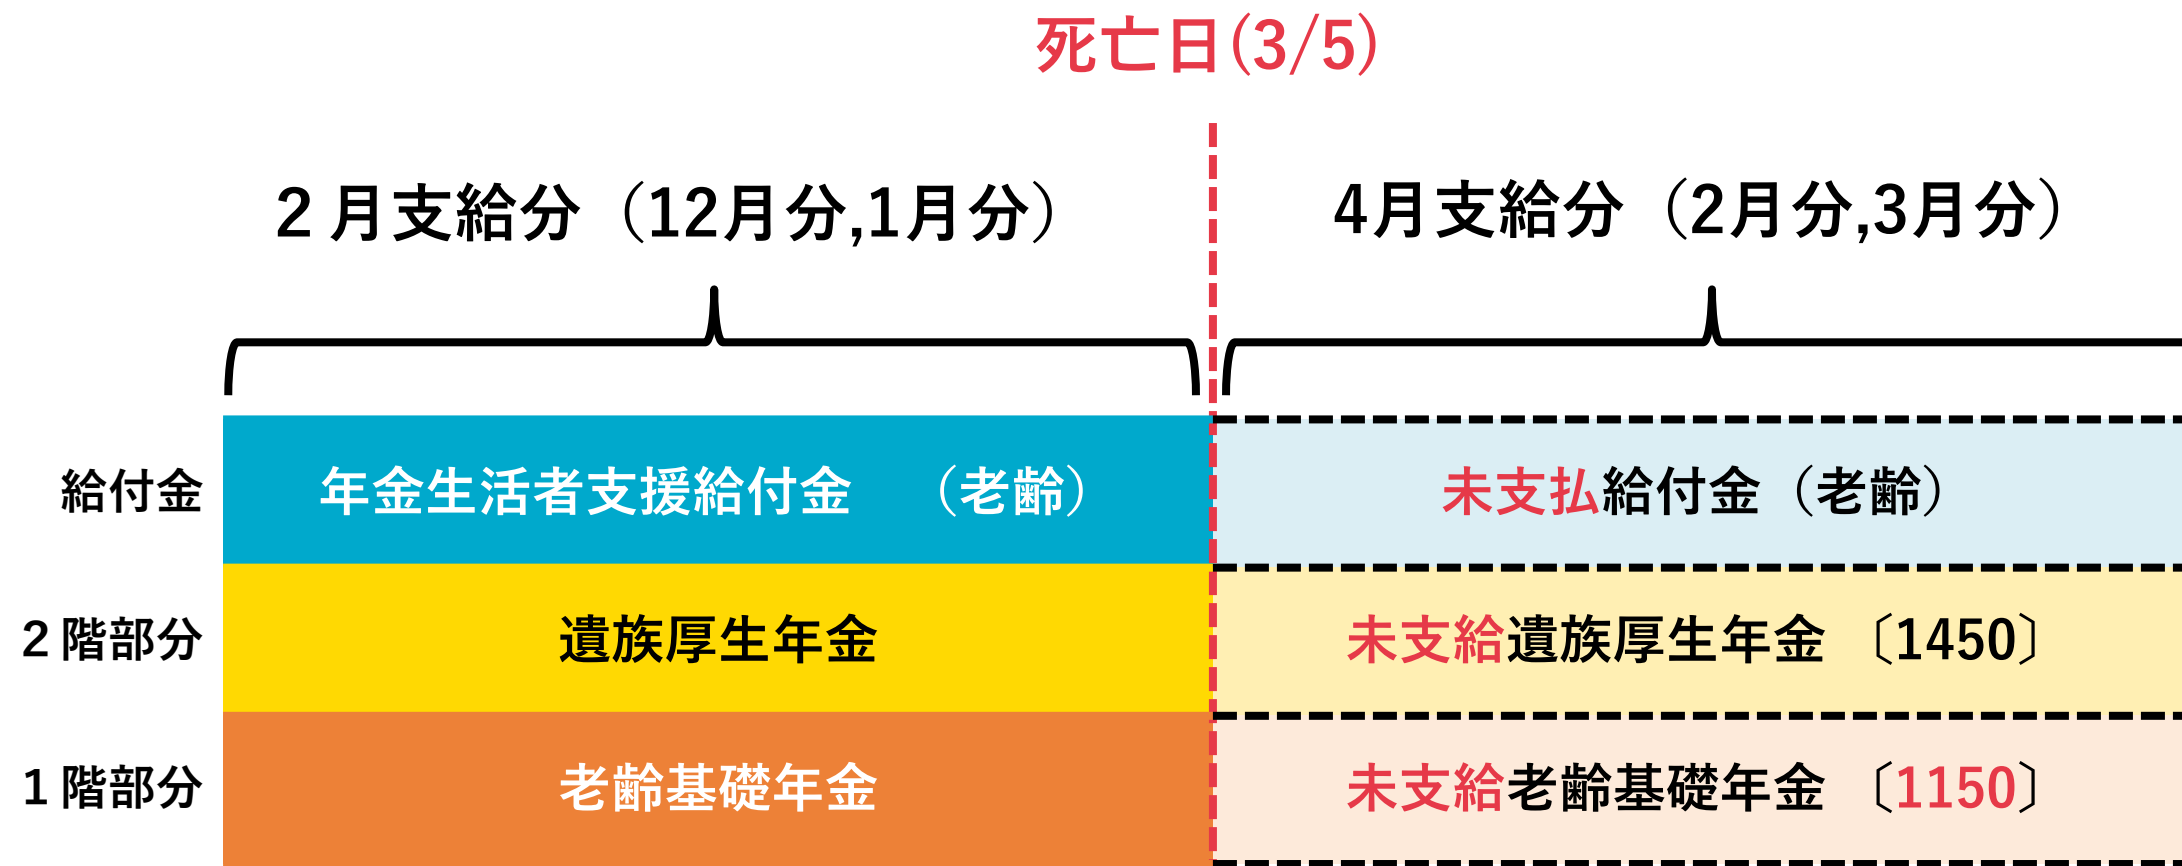 死亡日(3/5)
2月支給分（12月分,1月分）
4月支給分（2月分,3月分）
給付金
年金生活者支援給付金　（老齢）
未支払給付金（老齢）
2階部分
遺族厚生年金
未支給遺族厚生年金〔1450〕
1階部分
老齢基礎年金
未支給老齢基礎年金〔1150〕